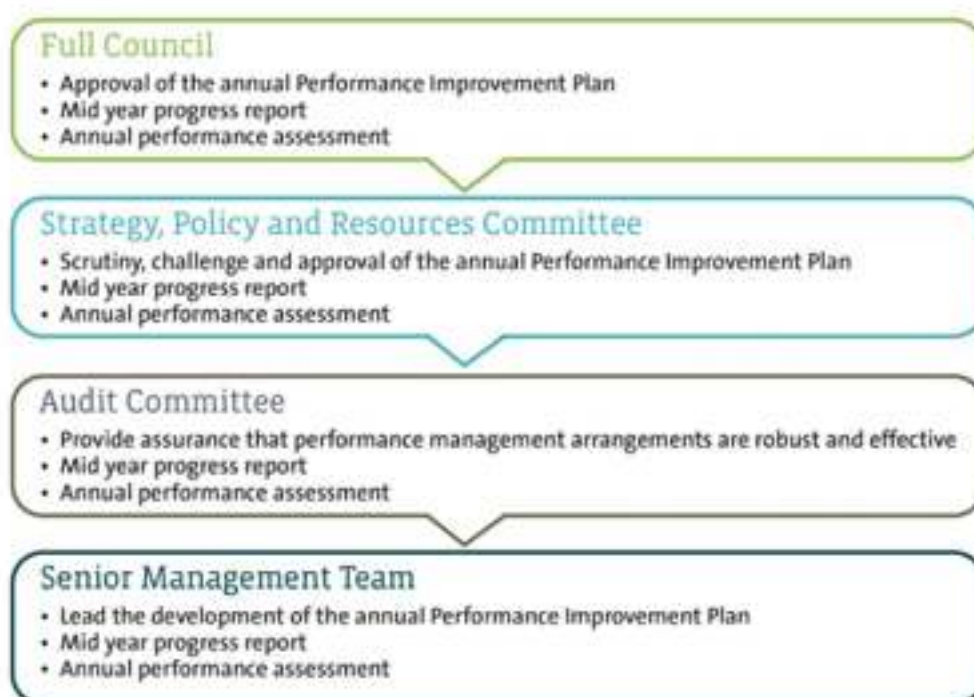 Full Council
• Approval of the annual Performance Improvement Plan
• Mid year progress report
• Annual performance assessment
Strategy, Policy and Resources Committee
• Scrutiny, challenge and approval of the annual Performance Improvement Plan
• Mid year progress report
• Annual performance assessment
Audit Committee
• Provide assurance that performance management arrangements are robust and effective
• Mid year progress report
• Annual performance assessment
Senior Management Team
• Lead the development of the annual Performance Improvement Plan
• Mid year progress report
• Annual performance assessment